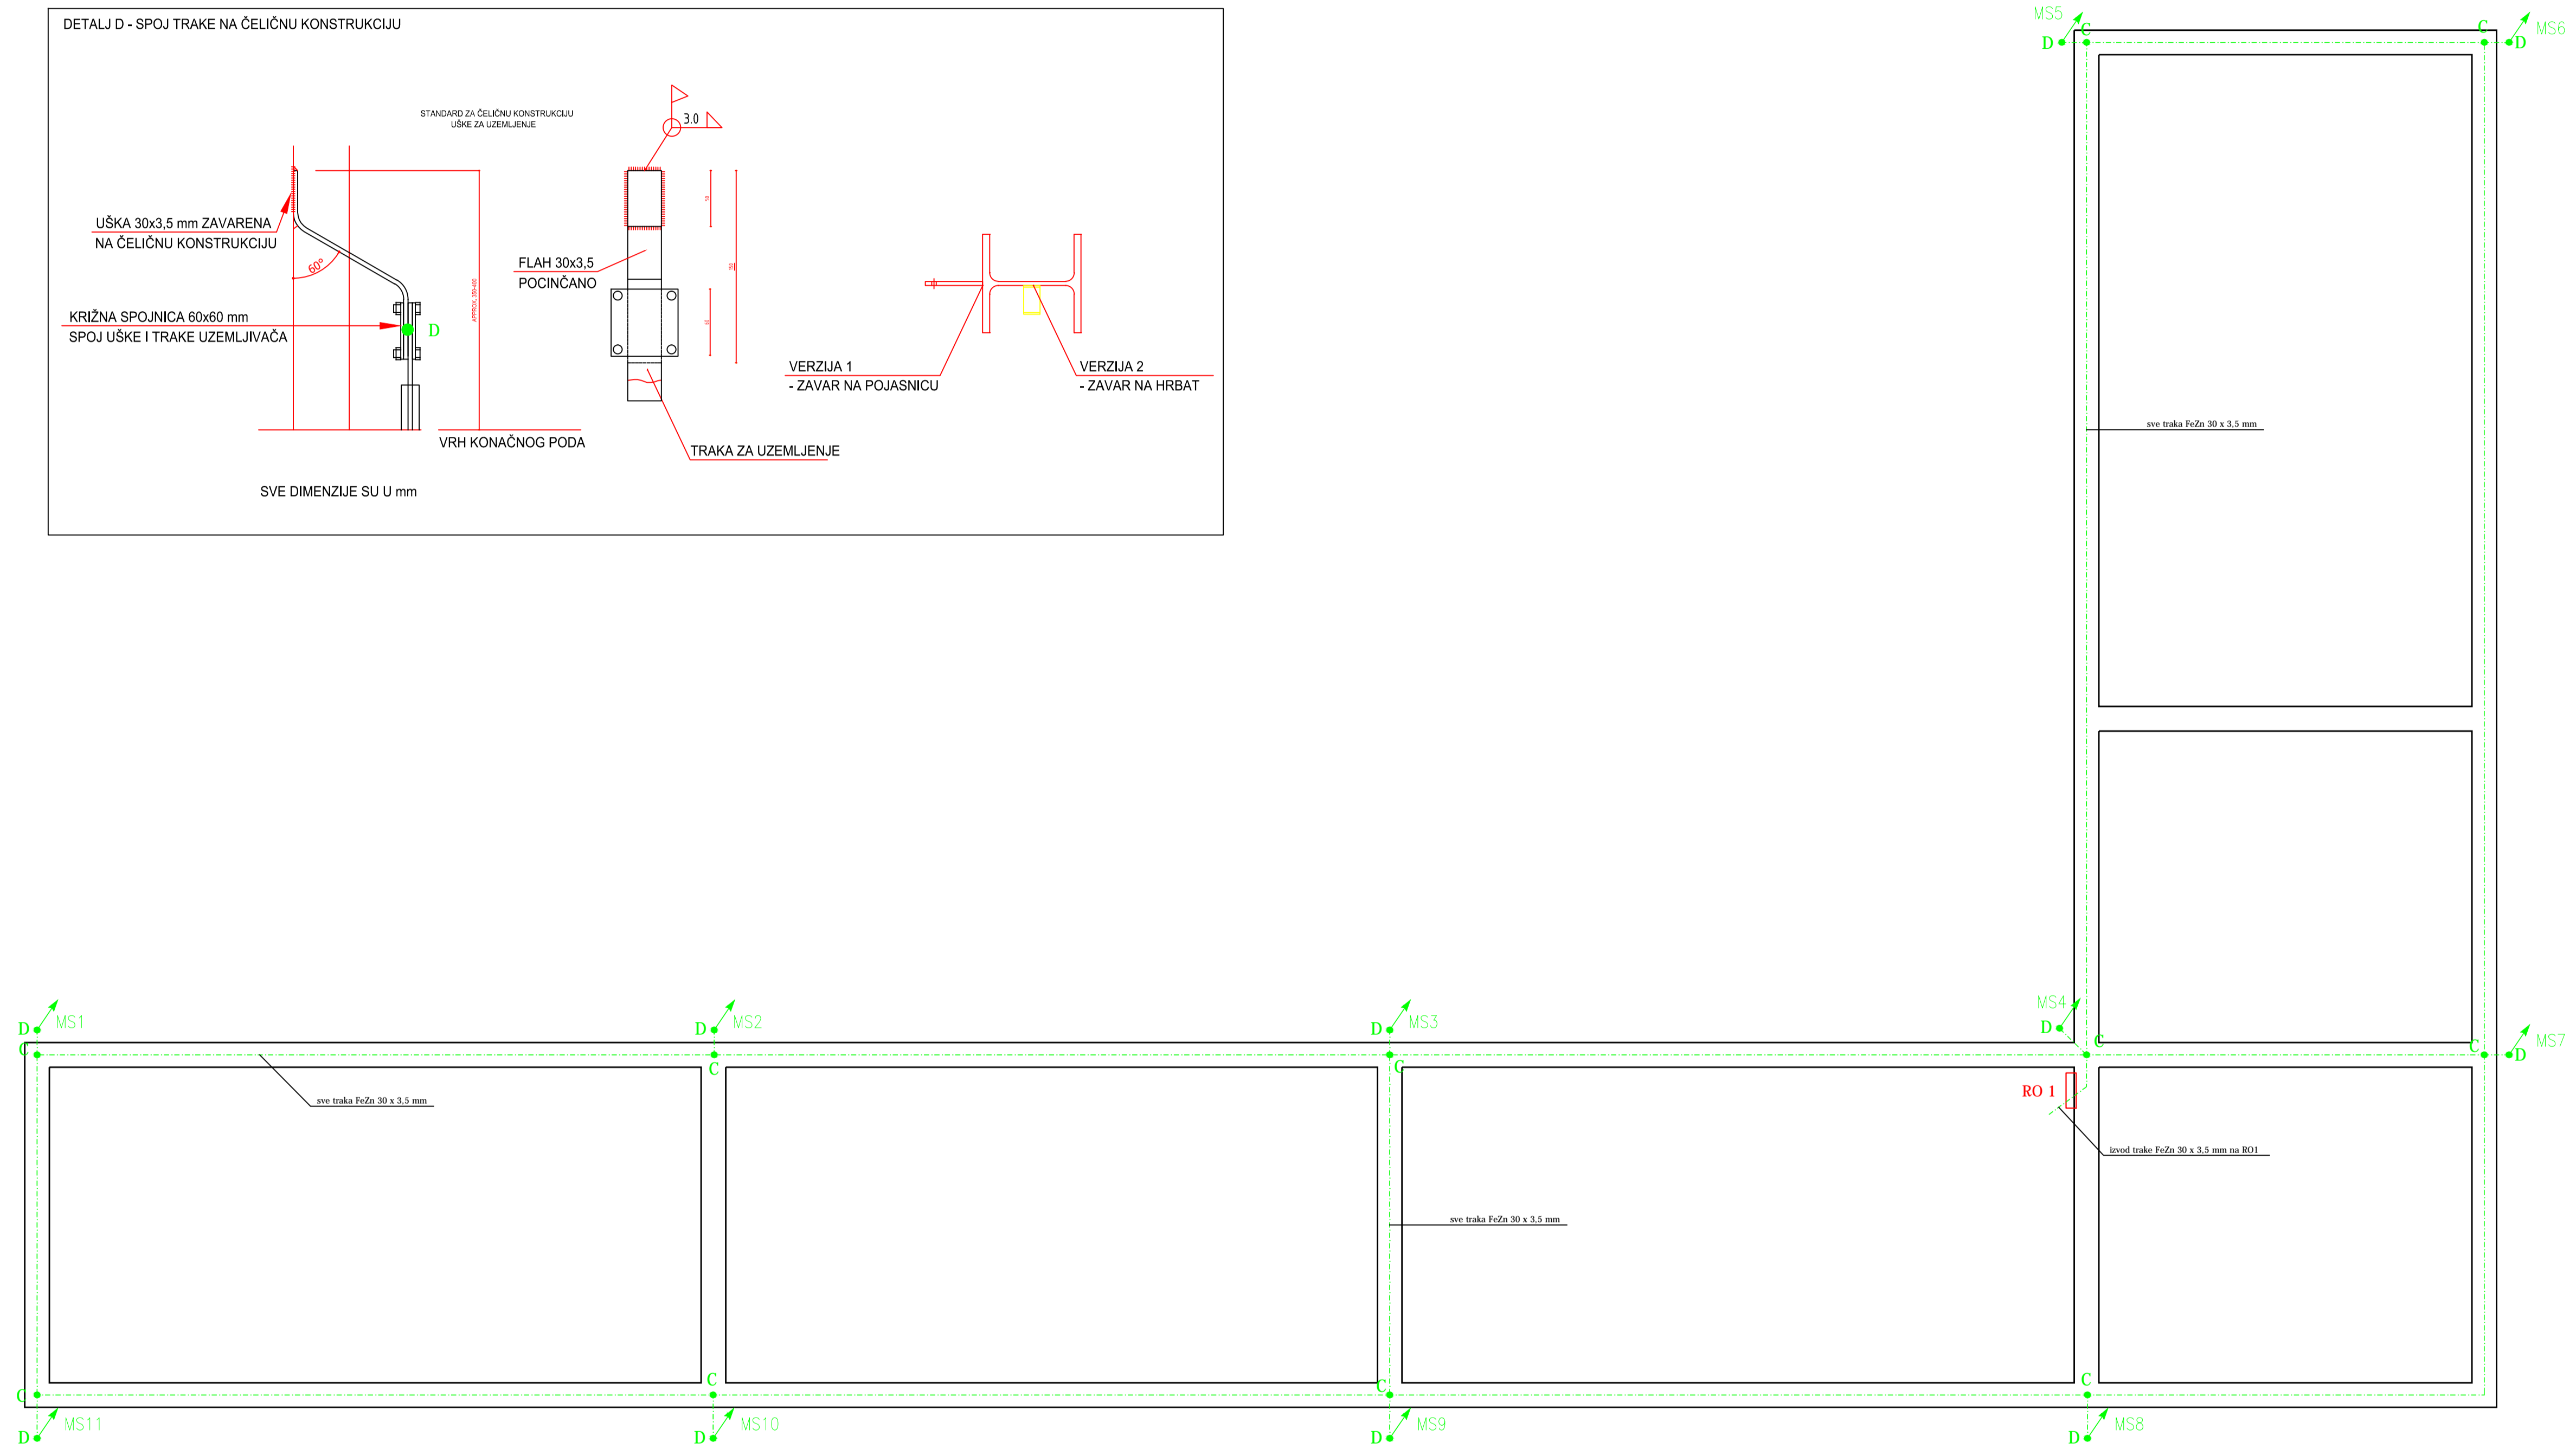 DETALJ D - SPOJ TRAKE NA ČELIČNU KONSTRUKCIJU
STANDARD ZA ČELIČNU KONSTRUKCIJU
UŠKE ZA UZEMLJENJE
3.0
UŠKA 30x3,5 mm ZAVARENA
NA ČELIČNU KONSTRUKCIJU
60°
FLAH 30x3,5
POCINČANO
KRIŽNA SPOJNICA 60x60 mm
SPOJ UŠKE I TRAKE UZEMLJIVAČA
D
APPROX. 350-400
50
60
VERZIJA 1
- ZAVAR NA POJASNICU
VERZIJA 2
- ZAVAR NA HRBAT
VRH KONAČNOG PODA
TRAKA ZA UZEMLJENJE
SVE DIMENZIJE SU U mm
MS5
D
C
C
D
MS6
sve traka FeZn 30 x 3,5 mm
D
MS1
C
D
MS2
C
D
MS3
C
MS4
D
C
C
D
MS7
RO 1
sve traka FeZn 30 x 3,5 mm
izvod trake FeZn 30 x 3,5 mm na RO1
sve traka FeZn 30 x 3,5 mm
C
C
C
C
D
MS11
D
MS10
D
MS9
D
MS8